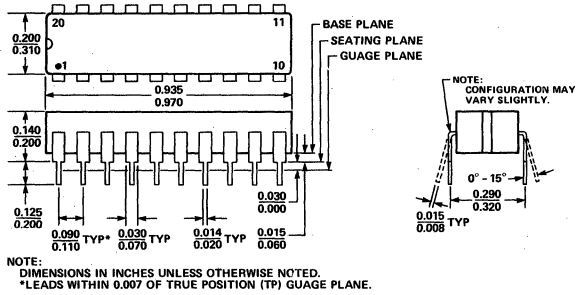 20 11
BASE PLANE
SEATING PLANE
GUAGE PLANE
0.200
0.310
1 10
0.935
0.970
NOTE:
CONFIGURATION MAY
VARY SLIGHTLY.
0.140
0.200
0° - 15°
0.030
0.000
0.125
0.200
0.290
0.320
0.090
0.110 TYP*
0.030
0.070 TYP
0.014
0.020 TYP
0.015
0.060
0.015
0.008 TYP
NOTE:
DIMENSIONS IN INCHES UNLESS OTHERWISE NOTED.
*LEADS WITHIN 0.007 OF TRUE POSITION (TP) GUAGE PLANE.